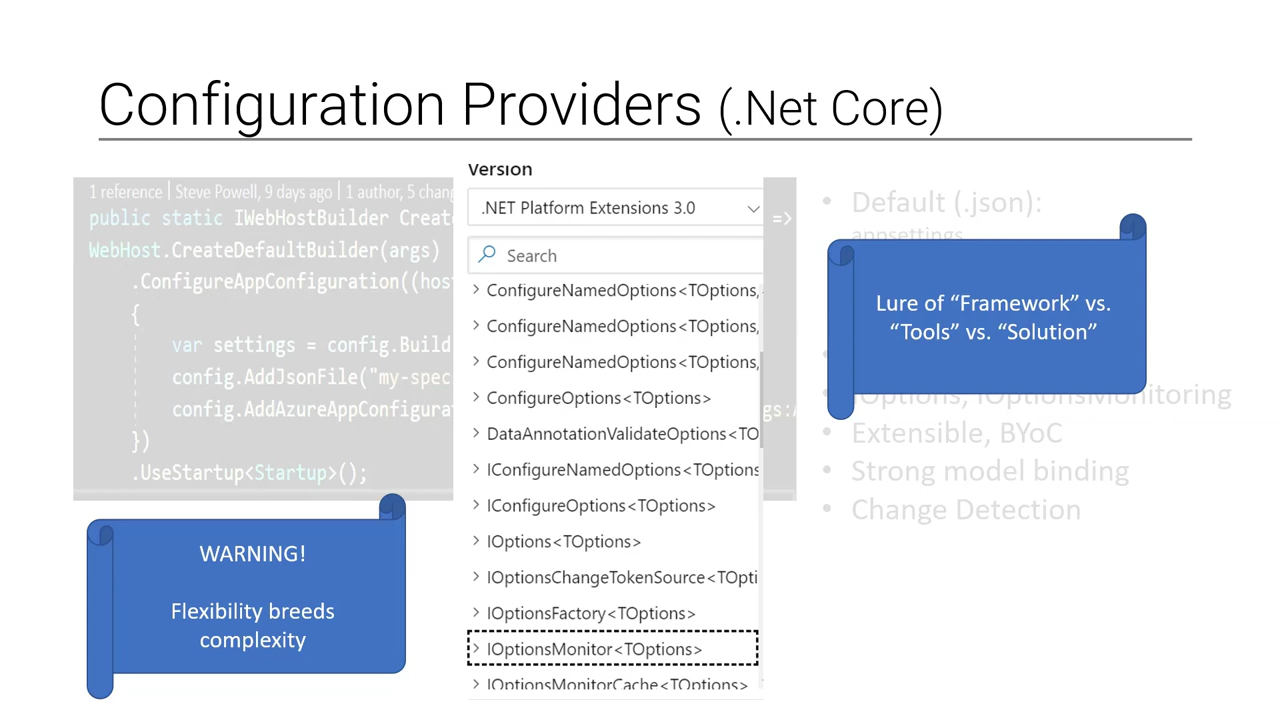 Configuration Providers (.Net Core)
1 reference | Steve Powell, 9 days ago | 1 author, 5 chang
public static IWebHostBuilder Create
=>
WebHost.CreateDefaultBuilder(args)
.ConfigureAppConfiguration((hos
{
var settings = config.Build
config.AddJsonFile("my-spec
config.AddAzureAppConfigurat
})
.UseStartup<Startup>();
WARNING!
Flexibility breeds
complexity
Version
.NET Platform Extensions 3.0
Search
ConfigureNamedOptions<TOptions,
ConfigureNamedOptions<TOptions,
ConfigureNamedOptions<TOptions,
ConfigureOptions<TOptions>
DataAnnotationValidateOptions<TO
IConfigureNamedOptions<TOptions
IConfigureOptions<TOptions>
IOptions<TOptions>
IOptionsChangeTokenSource<TOpti
IOptionsFactory<TOptions>
IOptionsMonitor<TOptions>
IOptionsMonitorCache<TOptions>
• Default (.json):
appsettings
Lure of “Framework” vs.
“Tools” vs. “Solution”
• IOptions, IOptionsMonitoring
• Extensible, BYoC
• Strong model binding
• Change Detection